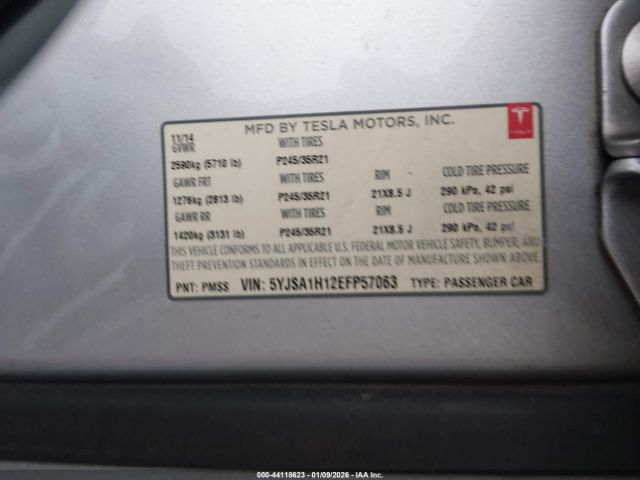 MFD BY TESLA MOTORS, INC.
11/14
GVWR WITH TIRES
2590kg (5710 lb) P245/35R21
GAWR FRT WITH TIRES RIM COLD TIRE PRESSURE
1276kg (2813 lb) P245/35R21 21X8.5 J 290 kPa, 42 psi
GAWR RR WITH TIRES RIM COLD TIRE PRESSURE
1420kg (3131 lb) P245/35R21 21X8.5 J 290 kPa, 42 psi
THIS VEHICLE CONFORMS TO ALL APPLICABLE U.S. FEDERAL MOTOR VEHICLE SAFETY, BUMPER, AND
THEFT PREVENTION STANDARDS IN EFFECT ON THE DATE OF MANUFACTURE SHOWN ABOVE.
PNT: PMSS VIN: 5YJSA1H12EFP57063 TYPE: PASSENGER CAR
TESLA
000-44118623 - 01/09/2026 - IAA Inc.